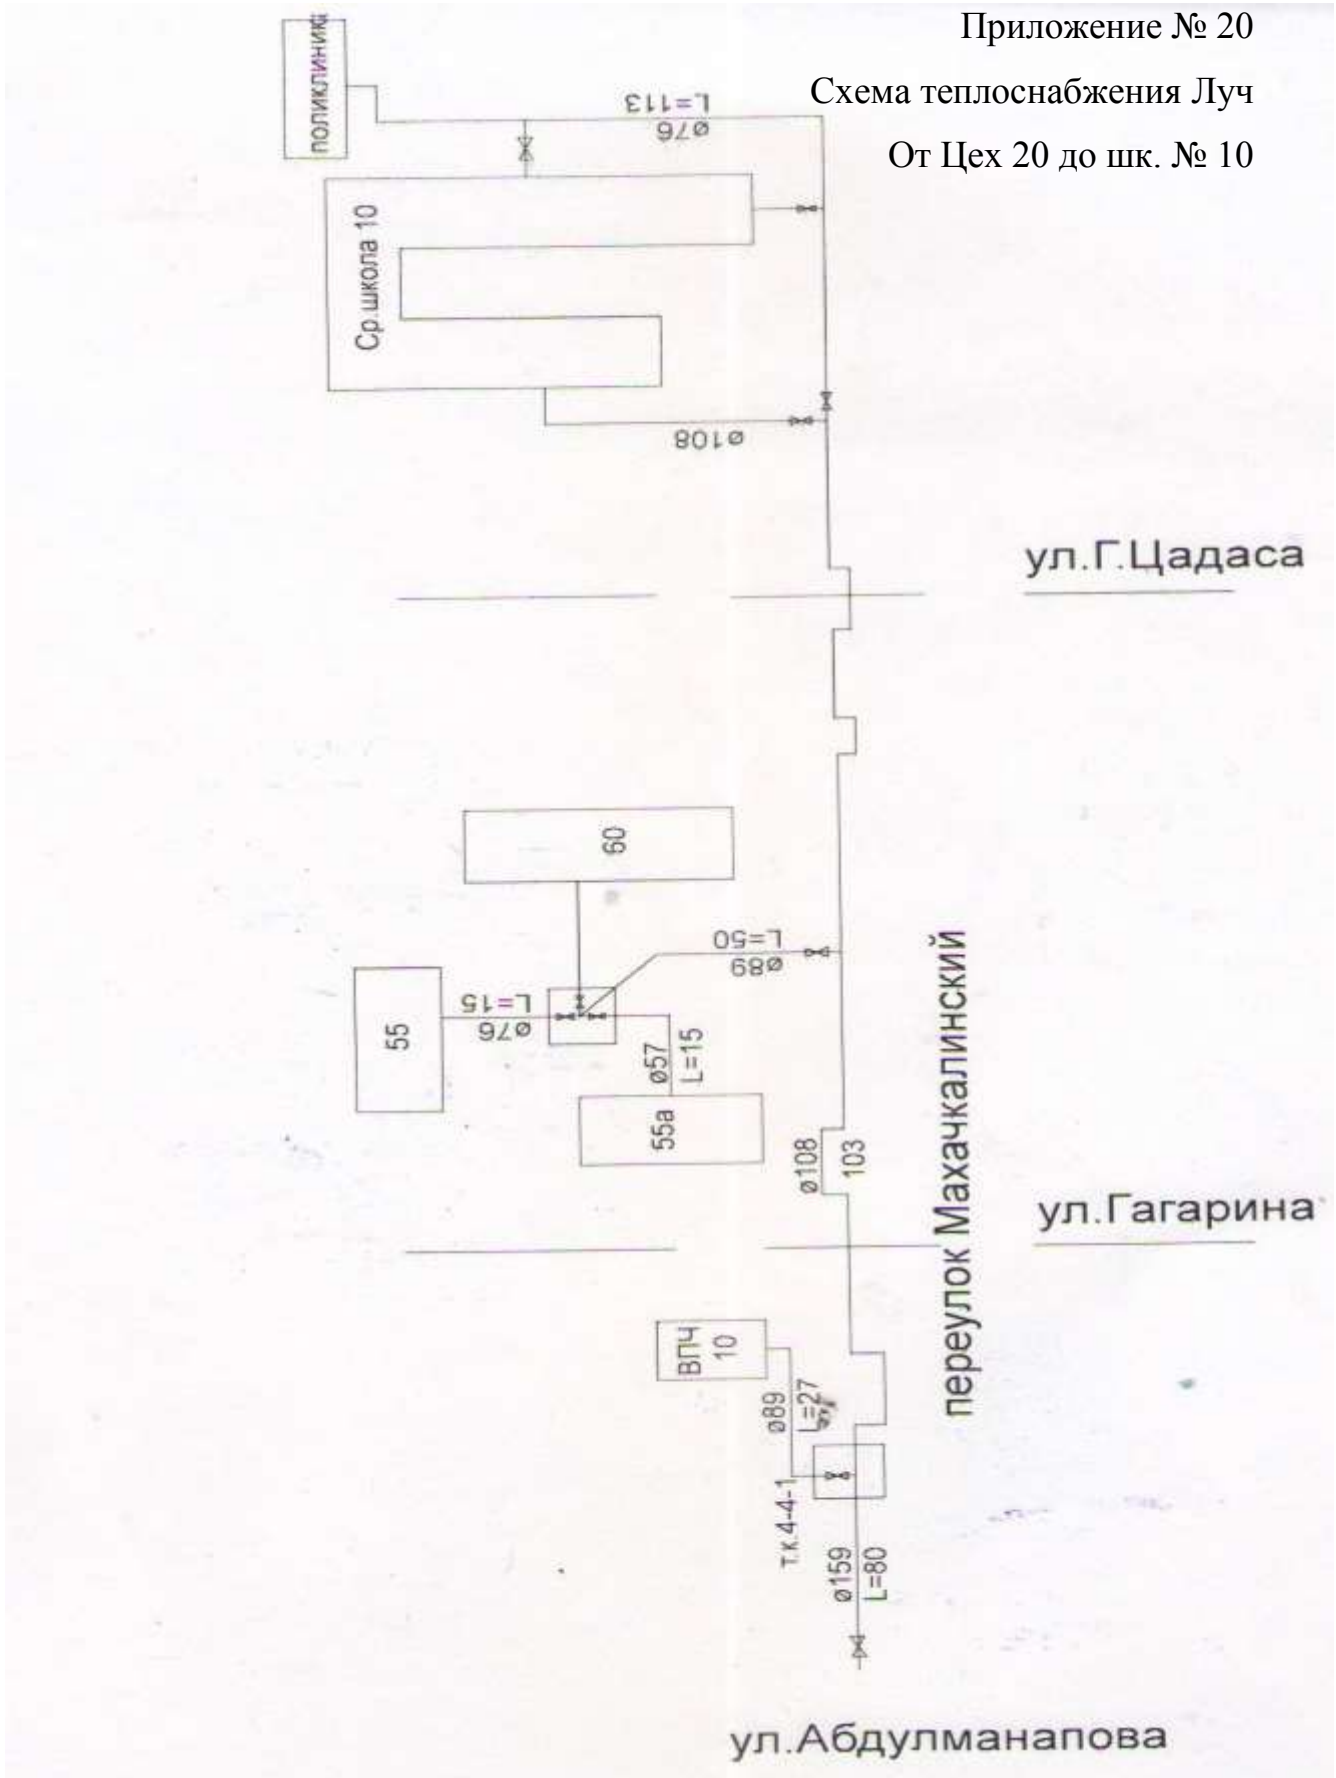 Приложение № 20
Схема теплоснабжения Луч
От Цех 20 до шк. № 10
поликлиника
L=113
ø76
Ср.школа 10
ø108
ул.Г.Цадаса
60
L=50
ø89
55
L=15
ø76
ø57
L=15
55а
ø108
103
переулок Махачкалинский
ул.Гагарина
ВПЧ
10
ø89
L=27
т.к.4-4-1
ø159
L=80
ул.Абдулманапова